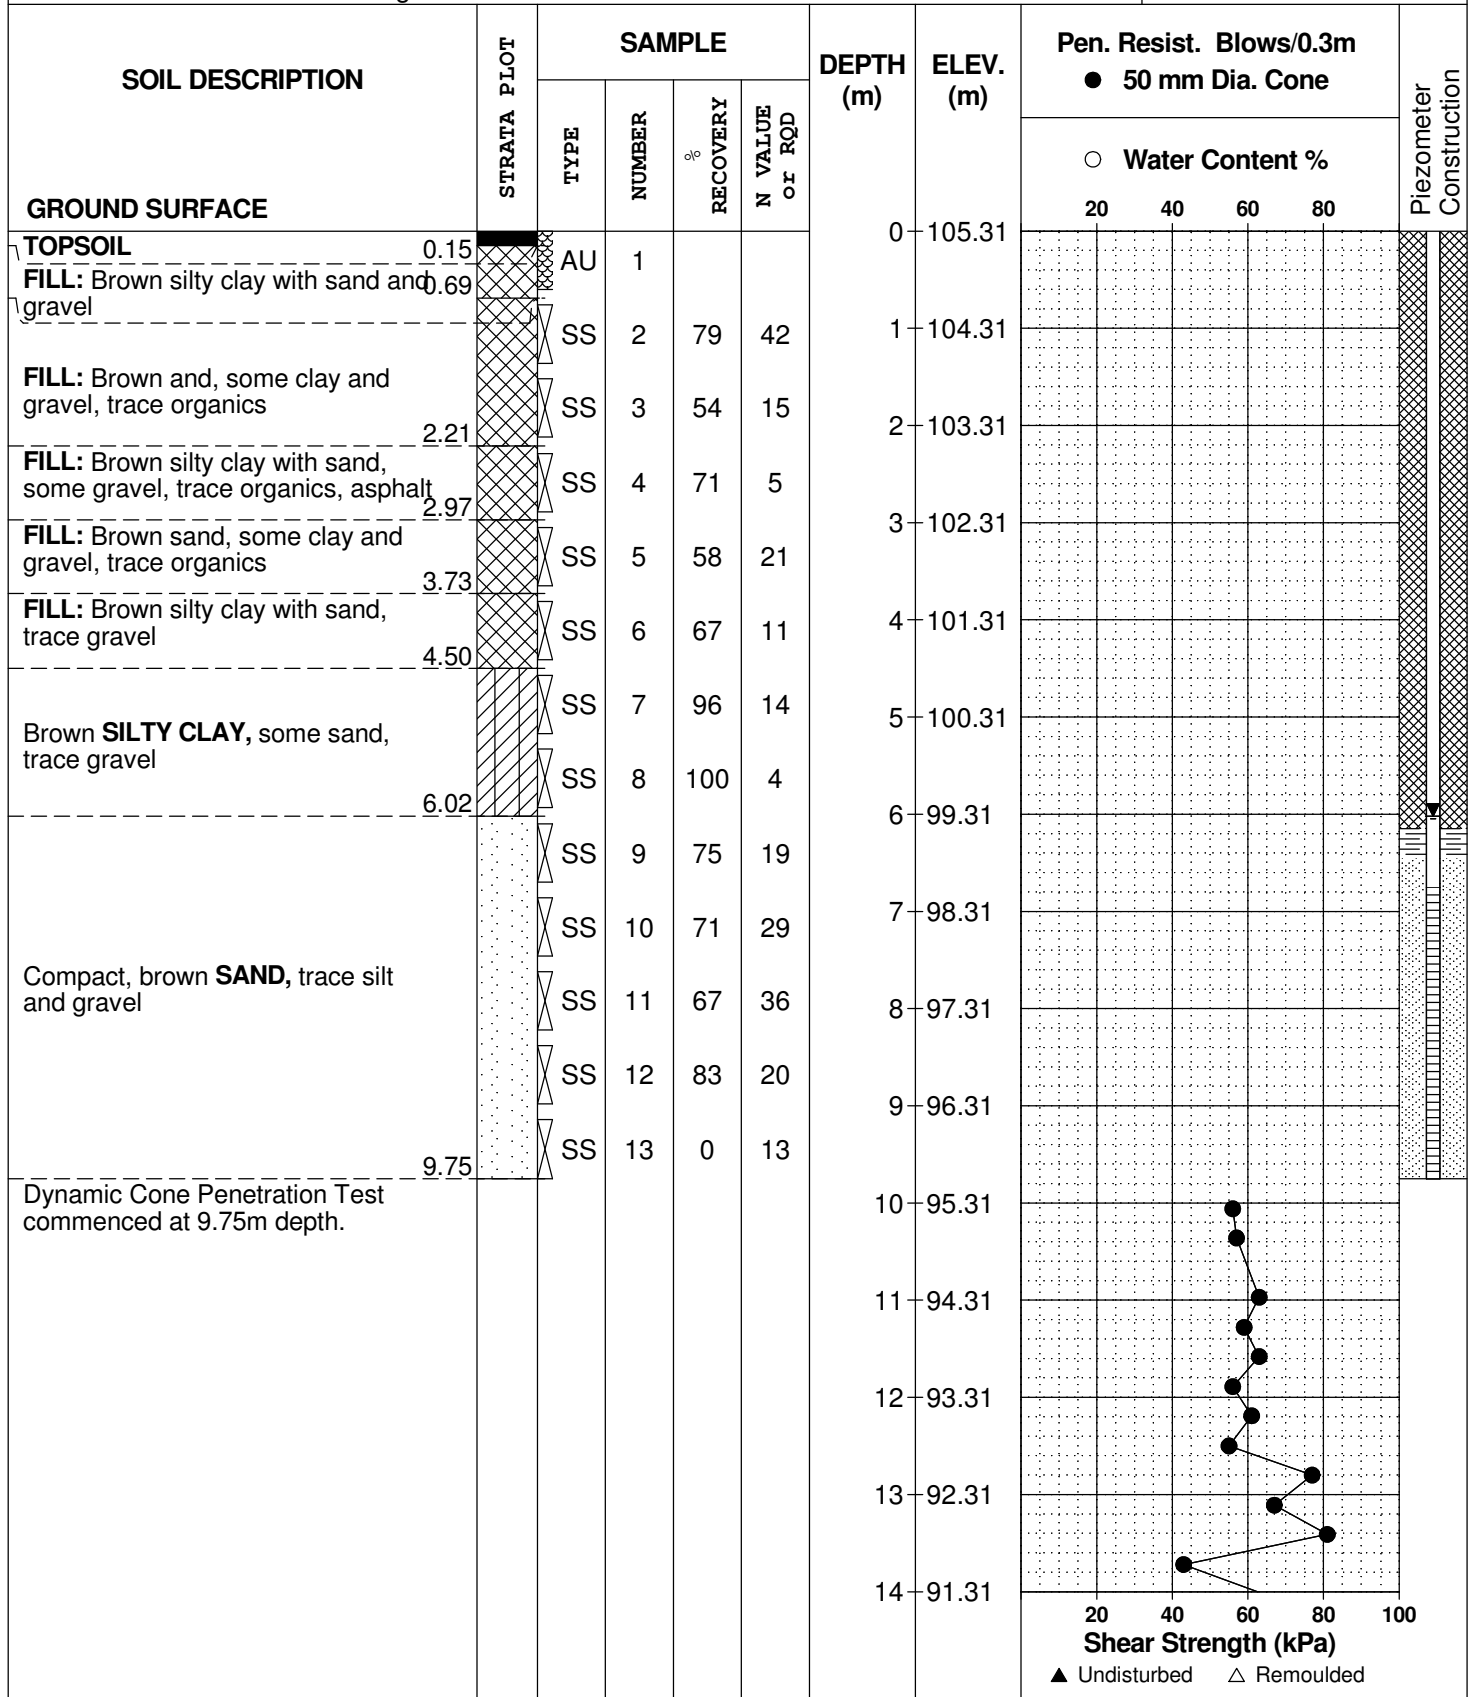 SOIL DESCRIPTION
GROUND SURFACE
STRATA PLOT
SAMPLE
TYPE
NUMBER
% RECOVERY
N VALUE or RQD
DEPTH (m)
ELEV. (m)
Pen. Resist. Blows/0.3m
● 50 mm Dia. Cone
○ Water Content %
20 40 60 80
Piezometer Construction
TOPSOIL 0.15
FILL: Brown silty clay with sand and 0.69
gravel
FILL: Brown and, some clay and
gravel, trace organics
2.21
FILL: Brown silty clay with sand,
some gravel, trace organics, asphalt
2.97
FILL: Brown sand, some clay and
gravel, trace organics
3.73
FILL: Brown silty clay with sand,
trace gravel
4.50
Brown SILTY CLAY, some sand,
trace gravel
6.02
Compact, brown SAND, trace silt
and gravel
9.75
Dynamic Cone Penetration Test
commenced at 9.75m depth.
AU 1
SS 2 79 42
SS 3 54 15
SS 4 71 5
SS 5 58 21
SS 6 67 11
SS 7 96 14
SS 8 100 4
SS 9 75 19
SS 10 71 29
SS 11 67 36
SS 12 83 20
SS 13 0 13
0 105.31
1 104.31
2 103.31
3 102.31
4 101.31
5 100.31
6 99.31
7 98.31
8 97.31
9 96.31
10 95.31
11 94.31
12 93.31
13 92.31
14 91.31
20 40 60 80 100
Shear Strength (kPa)
▲ Undisturbed △ Remoulded